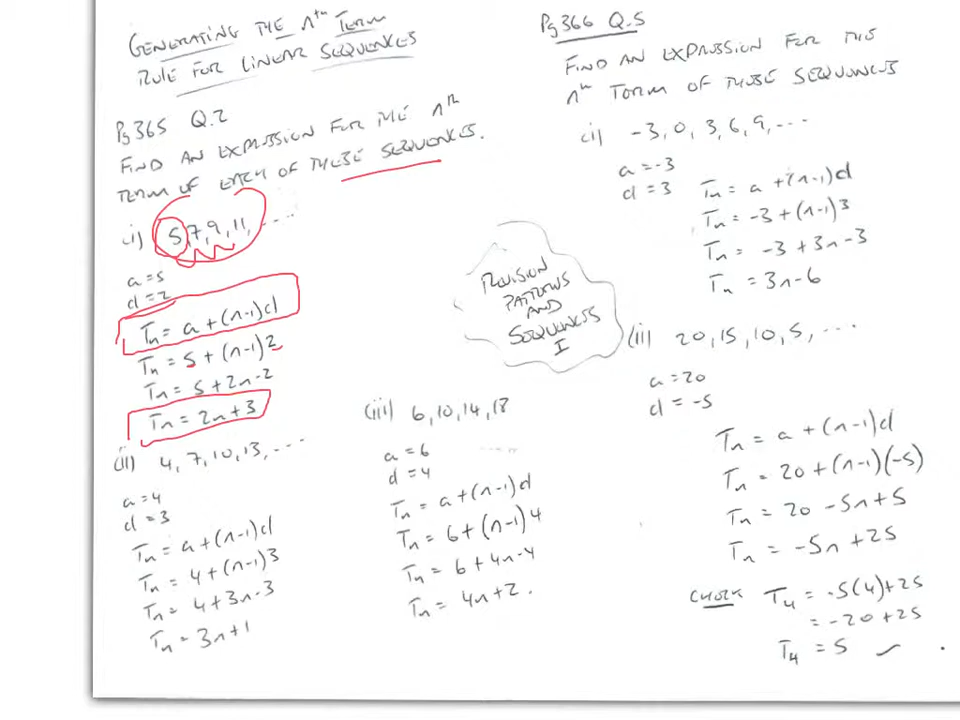 GENERATING THE nth TERM
RULE FOR LINEAR SEQUENCES
Pg365 Q.2
FIND AN EXPRESSION FOR THE nth
TERM OF EACH OF THESE SEQUENCES.
(i) 5, 7, 9, 11, ....
a = 5
d = 2
Tn = a + (n-1)d
Tn = 5 + (n-1)2
Tn = 5 + 2n - 2
Tn = 2n + 3
(ii) 4, 7, 10, 13, ...
a = 4
d = 3
Tn = a + (n-1)d
Tn = 4 + (n-1)3
Tn = 4 + 3n - 3
Tn = 3n + 1
(iii) 6, 10, 14, 18
....
a = 6
d = 4
Tn = a + (n-1)d
Tn = 6 + (n-1)4
Tn = 6 + 4n - 4
Tn = 4n + 2.
REVISION
PATTERNS
AND
SEQUENCES
I
Pg366 Q.5
FIND AN EXPRESSION FOR THE
nth TERM OF THESE SEQUENCES
(i) -3, 0, 3, 6, 9, ...
a = -3
d = 3
Tn = a + (n-1)d
Tn = -3 + (n-1)3
Tn = -3 + 3n - 3
Tn = 3n - 6
(ii) 20, 15, 10, 5, ...
a = 20
d = -5
Tn = a + (n-1)d
Tn = 20 + (n-1)(-5)
Tn = 20 - 5n + 5
Tn = -5n + 25
CHECK T4 = -5(4) + 25
= -20 + 25
T4 = 5 ✓